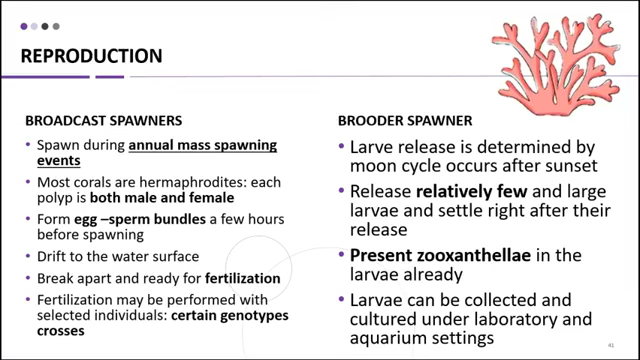 REPRODUCTION
BROADCAST SPAWNERS
• Spawn during annual mass spawning
events
• Most corals are hermaphrodites: each
polyp is both male and female
• Form egg –sperm bundles a few hours
before spawning
• Drift to the water surface
• Break apart and ready for fertilization
• Fertilization may be performed with
selected individuals: certain genotypes
crosses
BROODER SPAWNER
• Larve release is determined by
moon cycle occurs after sunset
• Release relatively few and large
larvae and settle right after their
release
• Present zooxanthellae in the
larvae already
• Larvae can be collected and
cultured under laboratory and
aquarium settings
41